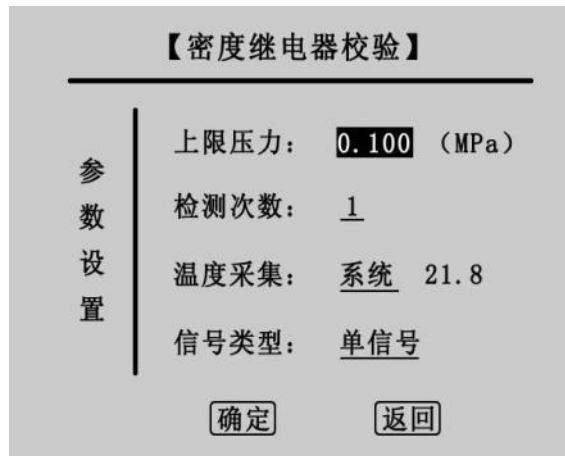 【密度继电器校验】
参数设置
上限压力： 0.100 （MPa）
检测次数： 1
温度采集： 系统 21.8
信号类型： 单信号
确定 返回